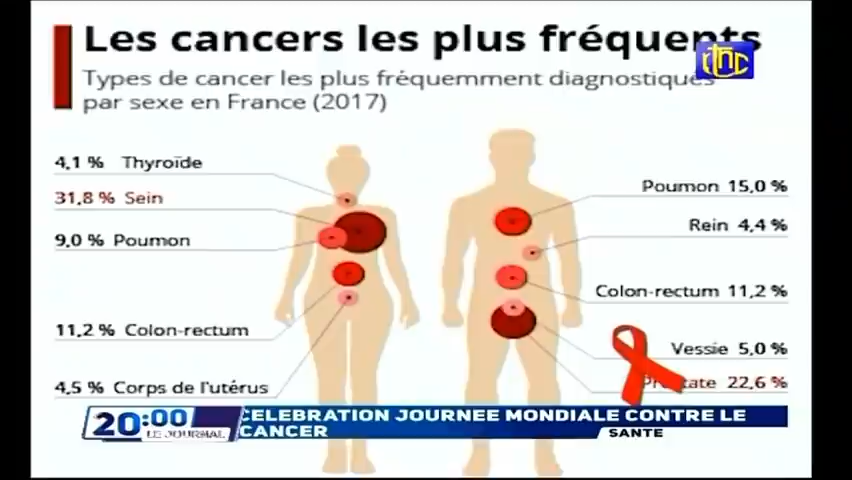 Les cancers les plus fréquents
Types de cancer les plus fréquemment diagnostiqués
par sexe en France (2017)
rtnc
4,1 % Thyroïde
31,8 % Sein
9,0 % Poumon
11,2 % Colon-rectum
4,5 % Corps de l'utérus
Poumon 15,0 %
Rein 4,4 %
Colon-rectum 11,2 %
Vessie 5,0 %
Prostate 22,6 %
20:00
LE JOURNAL
CELEBRATION JOURNEE MONDIALE CONTRE LE
CANCER
SANTE